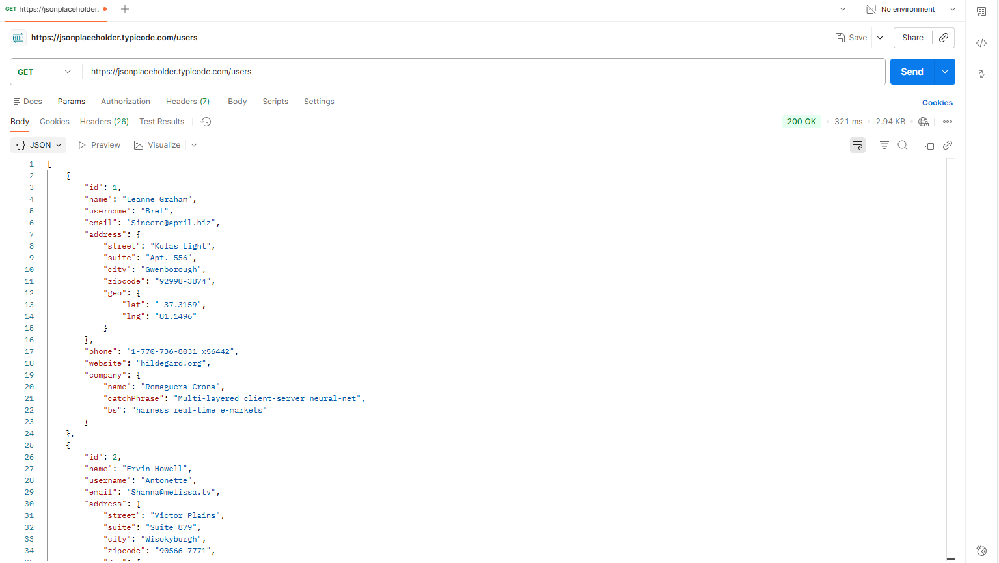 GET https://jsonplaceholder.
No environment
HTTP https://jsonplaceholder.typicode.com/users
Save
Share
GET https://jsonplaceholder.typicode.com/users
Send
Docs Params Authorization Headers (7) Body Scripts Settings
Cookies
Body Cookies Headers (26) Test Results
200 OK 321 ms 2.94 KB
{} JSON Preview Visualize
1 [
2 {
3 "id": 1,
4 "name": "Leanne Graham",
5 "username": "Bret",
6 "email": "Sincere@april.biz",
7 "address": {
8 "street": "Kulas Light",
9 "suite": "Apt. 556",
10 "city": "Gwenborough",
11 "zipcode": "92998-3874",
12 "geo": {
13 "lat": "-37.3159",
14 "lng": "81.1496"
15 }
16 },
17 "phone": "1-770-736-8031 x56442",
18 "website": "hildegard.org",
19 "company": {
20 "name": "Romaguera-Crona",
21 "catchPhrase": "Multi-layered client-server neural-net",
22 "bs": "harness real-time e-markets"
23 }
24 },
25 {
26 "id": 2,
27 "name": "Ervin Howell",
28 "username": "Antonette",
29 "email": "Shanna@melissa.tv",
30 "address": {
31 "street": "Victor Plains",
32 "suite": "Suite 879",
33 "city": "Wisokyburgh",
34 "zipcode": "90566-7771",